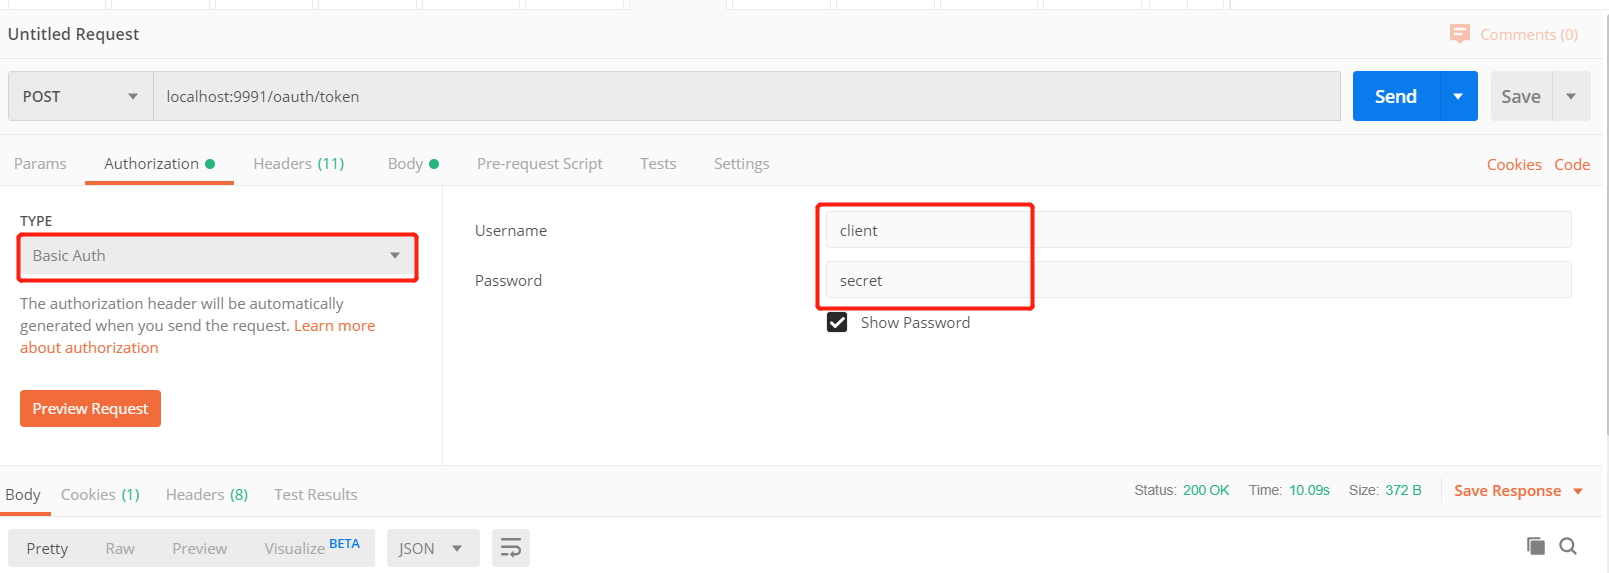 Untitled Request
Comments (0)
POST
localhost:9991/oauth/token
Send
Save
Params
Authorization
Headers (11)
Body
Pre-request Script
Tests
Settings
Cookies
Code
TYPE
Basic Auth
The authorization header will be automatically
generated when you send the request. Learn more
about authorization
Preview Request
Username
client
Password
secret
Show Password
Body
Cookies (1)
Headers (8)
Test Results
Status: 200 OK
Time: 10.09s
Size: 372 B
Save Response
Pretty
Raw
Preview
Visualize BETA
JSON